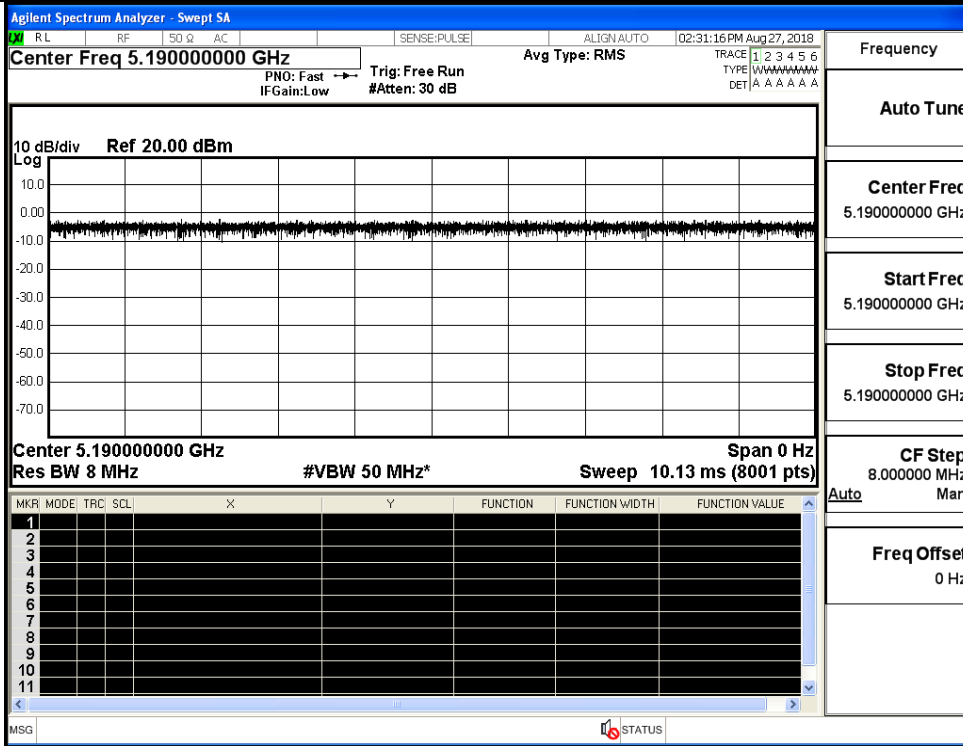 Agilent Spectrum Analyzer - Swept SA
LXI RL RF 50 Ω AC SENSE:PULSE ALIGN AUTO 02:31:16 PM Aug 27, 2018
Center Freq 5.190000000 GHz
PNO: Fast
IFGain:Low
Trig: Free Run
#Atten: 30 dB
Avg Type: RMS
TRACE 1 2 3 4 5 6
TYPE WWWWWW
DET A A A A A A
10 dB/div Ref 20.00 dBm
Log
10.0
0.00
-10.0
-20.0
-30.0
-40.0
-50.0
-60.0
-70.0
Center 5.190000000 GHz Span 0 Hz
Res BW 8 MHz #VBW 50 MHz* Sweep 10.13 ms (8001 pts)
MKR MODE TRC SCL X Y FUNCTION FUNCTION WIDTH FUNCTION VALUE
1
2
3
4
5
6
7
8
9
10
11
MSG STATUS
Frequency
Auto Tune
Center Freq
5.190000000 GHz
Start Freq
5.190000000 GHz
Stop Freq
5.190000000 GHz
CF Step
8.000000 MHz
Auto Man
Freq Offset
0 Hz